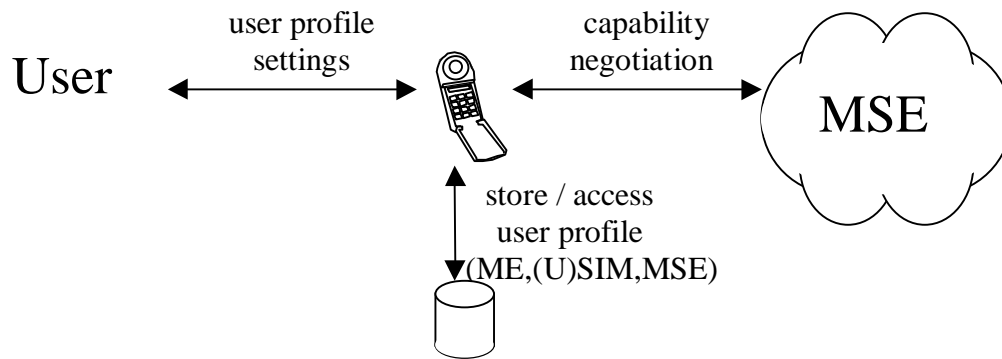 User
user profile
settings
capability
negotiation
MSE
store / access
user profile
(ME,(U)SIM,MSE)